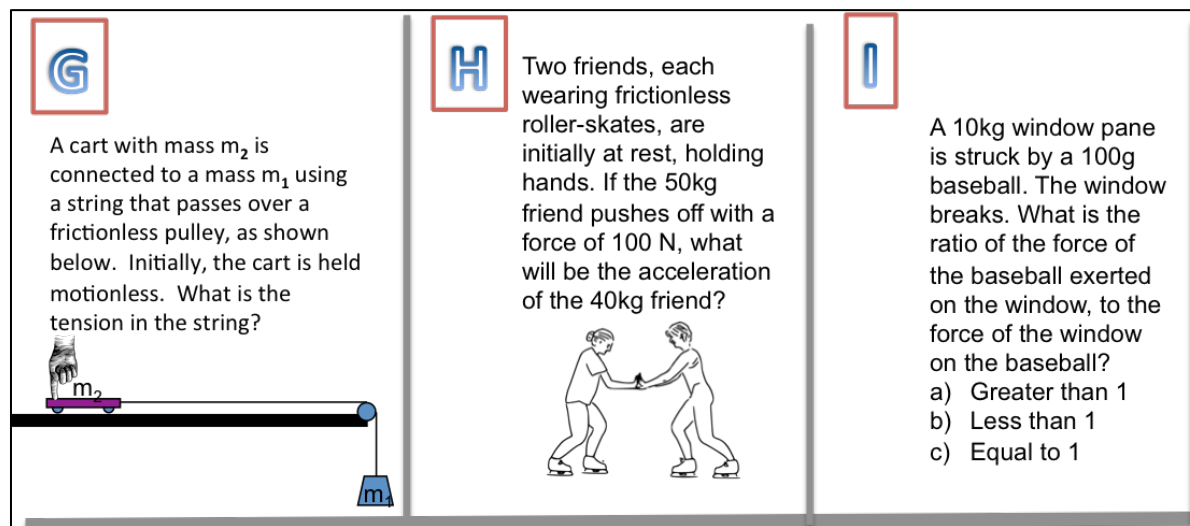 G
A cart with mass m₂ is
connected to a mass m₁ using
a string that passes over a
frictionless pulley, as shown
below.  Initially, the cart is held
motionless.  What is the
tension in the string?
m₂
m₁
H
Two friends, each
wearing frictionless
roller-skates, are
initially at rest, holding
hands. If the 50kg
friend pushes off with a
force of 100 N, what
will be the acceleration
of the 40kg friend?
I
A 10kg window pane
is struck by a 100g
baseball. The window
breaks. What is the
ratio of the force of
the baseball exerted
on the window, to the
force of the window
on the baseball?
a) Greater than 1
b) Less than 1
c) Equal to 1